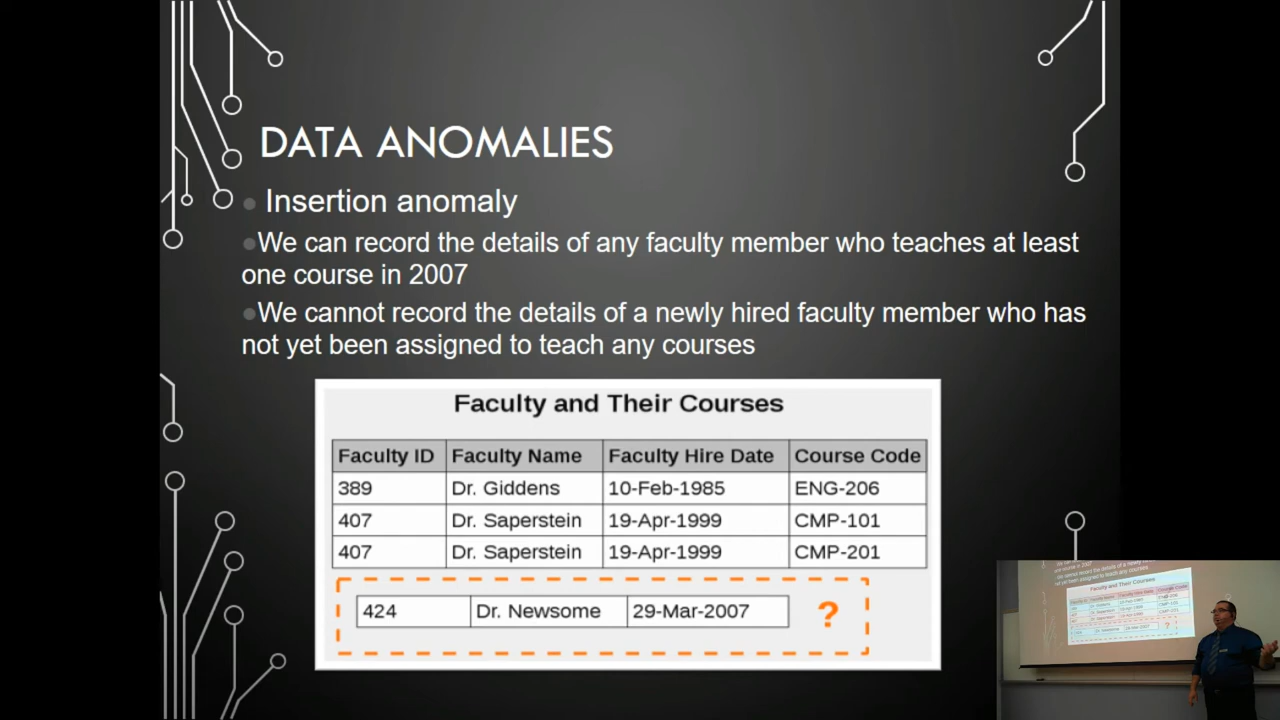 DATA ANOMALIES
Insertion anomaly
We can record the details of any faculty member who teaches at least
one course in 2007
We cannot record the details of a newly hired faculty member who has
not yet been assigned to teach any courses
Faculty and Their Courses
Faculty ID Faculty Name Faculty Hire Date Course Code
389 Dr. Giddens 10-Feb-1985 ENG-206
407 Dr. Saperstein 19-Apr-1999 CMP-101
407 Dr. Saperstein 19-Apr-1999 CMP-201
424 Dr. Newsome 29-Mar-2007 ?
Faculty and Their Courses